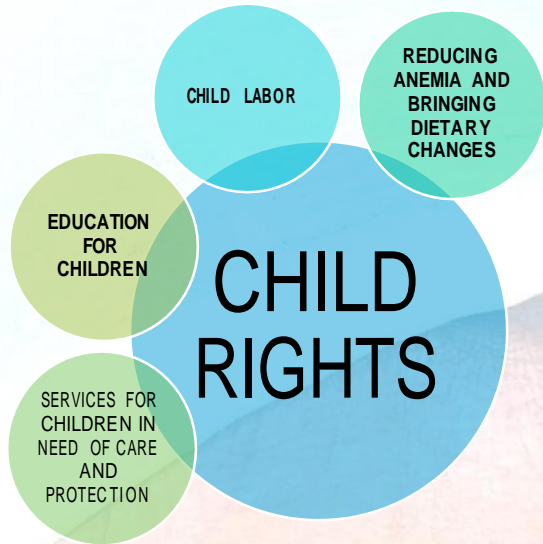 CHILD LABOR
REDUCING
ANEMIA AND
BRINGING
DIETARY
CHANGES
EDUCATION
FOR
CHILDREN
CHILD
RIGHTS
SERVICES FOR
CHILDREN IN
NEED OF CARE
AND
PROTECTION